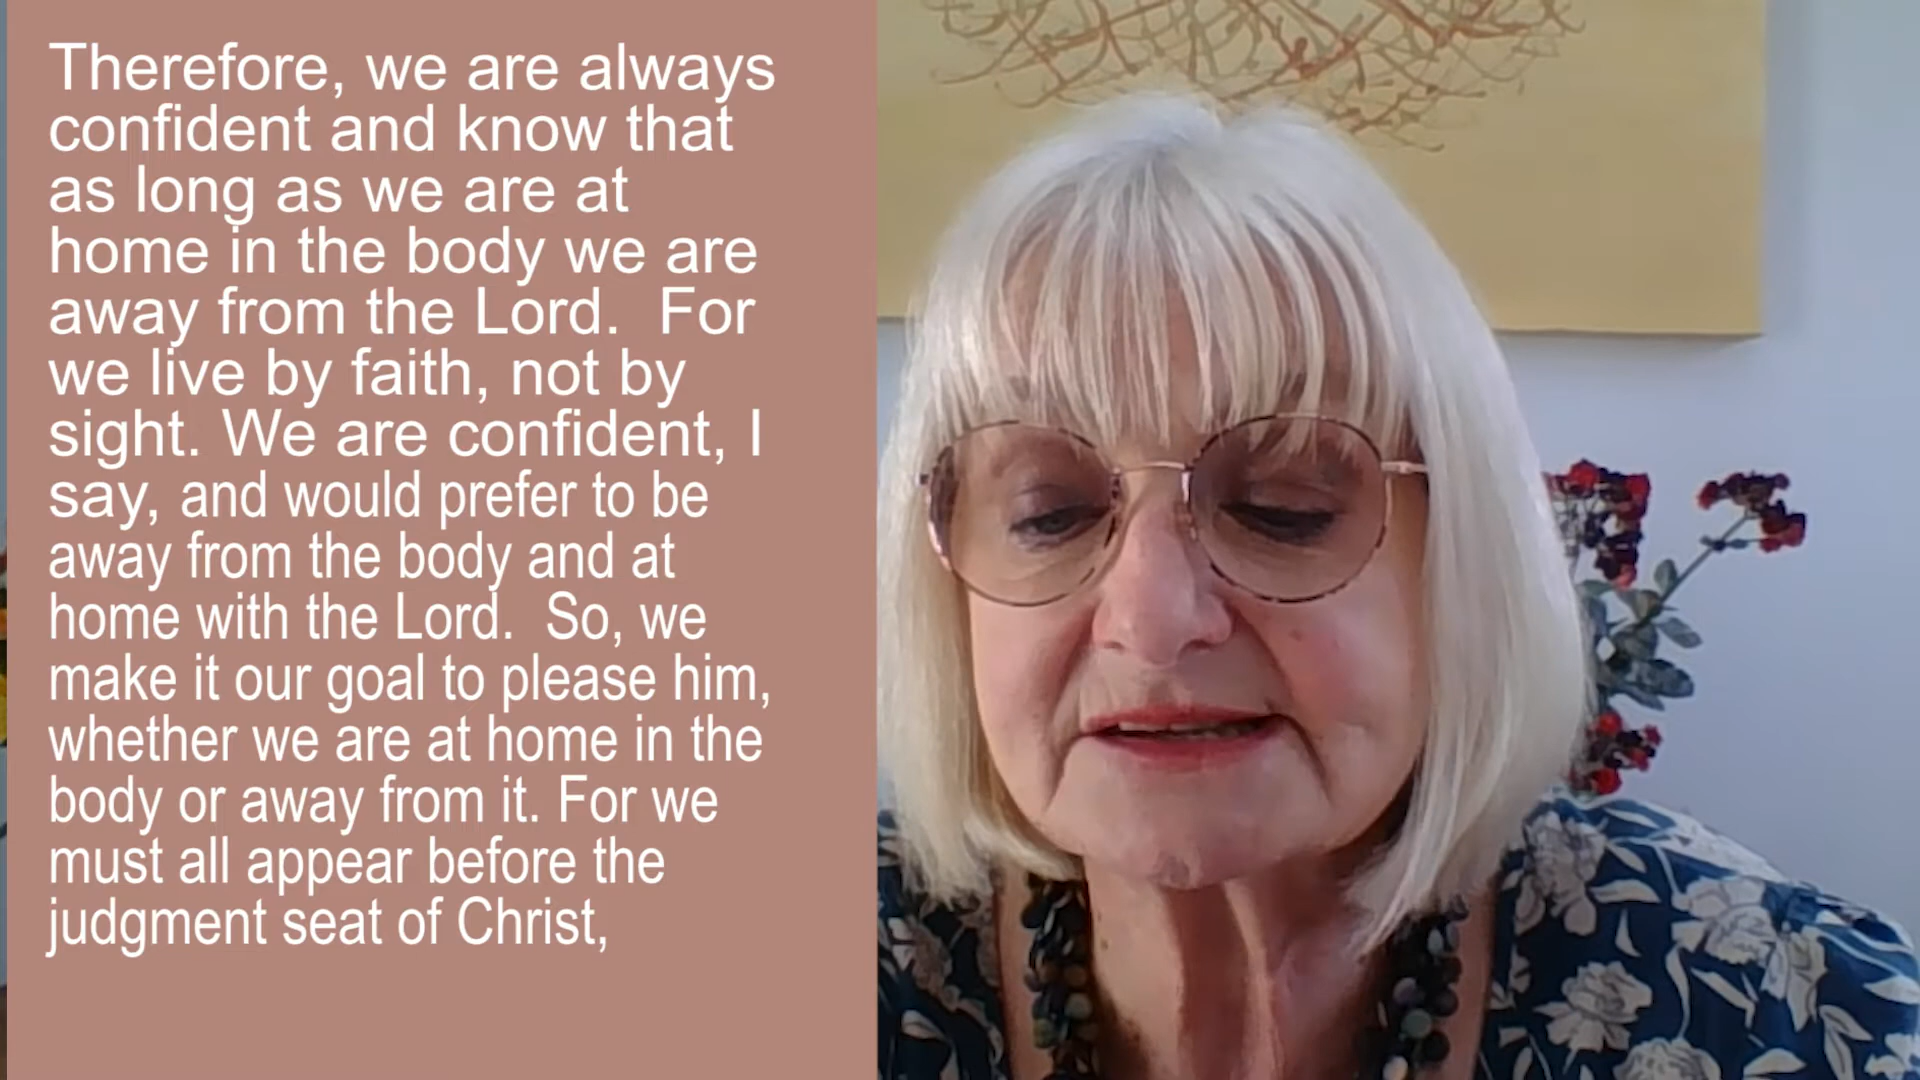 Therefore, we are always
confident and know that
as long as we are at
home in the body we are
away from the Lord.  For
we live by faith, not by
sight. We are confident, I
say, and would prefer to be
away from the body and at
home with the Lord.  So, we
make it our goal to please him,
whether we are at home in the
body or away from it. For we
must all appear before the
judgment seat of Christ,